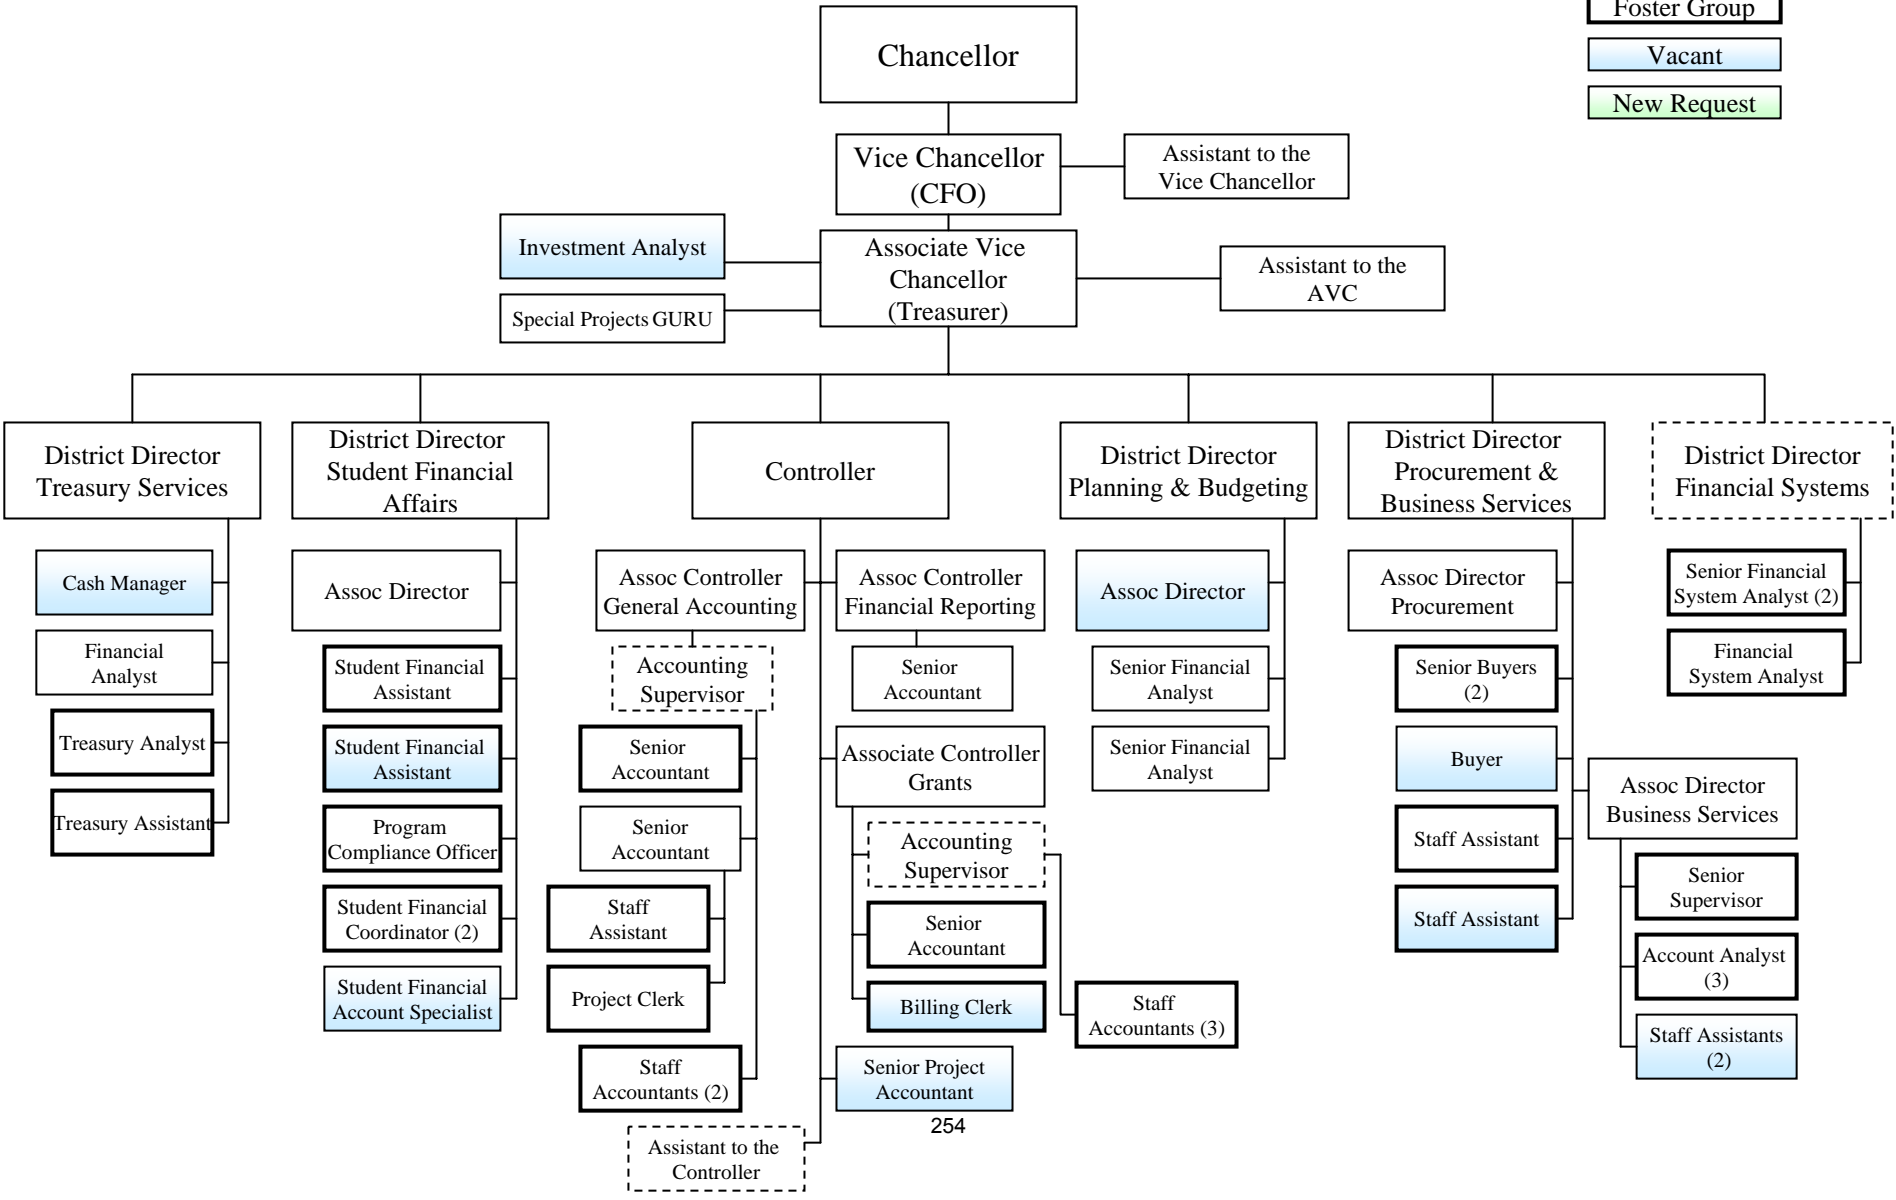 Foster Group
Vacant
New Request
Chancellor
Vice Chancellor
(CFO)
Assistant to the
Vice Chancellor
Investment Analyst
Special Projects GURU
Associate Vice
Chancellor
(Treasurer)
Assistant to the
AVC
District Director
Treasury Services
Cash Manager
Financial
Analyst
Treasury Analyst
Treasury Assistant
District Director
Student Financial
Affairs
Assoc Director
Student Financial
Assistant
Student Financial
Assistant
Program
Compliance Officer
Student Financial
Coordinator (2)
Student Financial
Account Specialist
Controller
Assoc Controller
General Accounting
Accounting
Supervisor
Senior
Accountant
Senior
Accountant
Staff
Assistant
Project Clerk
Staff
Accountants (2)
Assistant to the
Controller
Assoc Controller
Financial Reporting
Senior
Accountant
Associate Controller
Grants
Accounting
Supervisor
Senior
Accountant
Billing Clerk
Staff
Accountants (3)
Senior Project
Accountant
254
District Director
Planning & Budgeting
Assoc Director
Senior Financial
Analyst
Senior Financial
Analyst
District Director
Procurement &
Business Services
Assoc Director
Procurement
Senior Buyers
(2)
Buyer
Staff Assistant
Staff Assistant
Assoc Director
Business Services
Senior
Supervisor
Account Analyst
(3)
Staff Assistants
(2)
District Director
Financial Systems
Senior Financial
System Analyst (2)
Financial
System Analyst